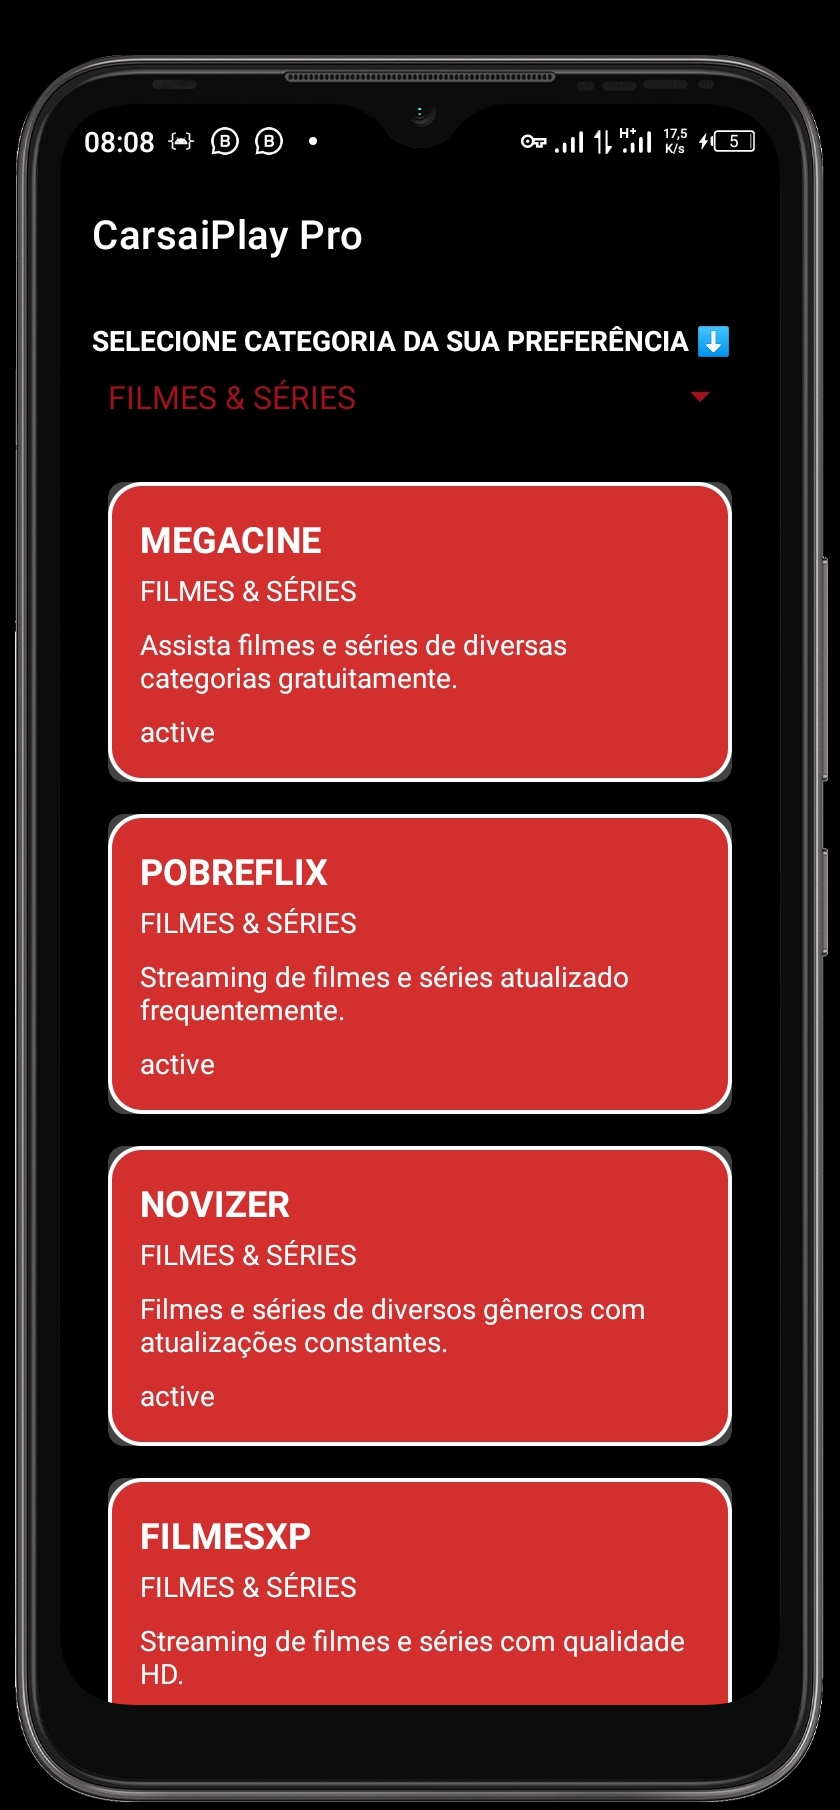 08:08
B B
H+
17,5
K/s
5
CarsaiPlay Pro
SELECIONE CATEGORIA DA SUA PREFERÊNCIA ⬇️
FILMES & SÉRIES
MEGACINE
FILMES & SÉRIES
Assista filmes e séries de diversas
categorias gratuitamente.
active
POBREFLIX
FILMES & SÉRIES
Streaming de filmes e séries atualizado
frequentemente.
active
NOVIZER
FILMES & SÉRIES
Filmes e séries de diversos gêneros com
atualizações constantes.
active
FILMESXP
FILMES & SÉRIES
Streaming de filmes e séries com qualidade
HD.